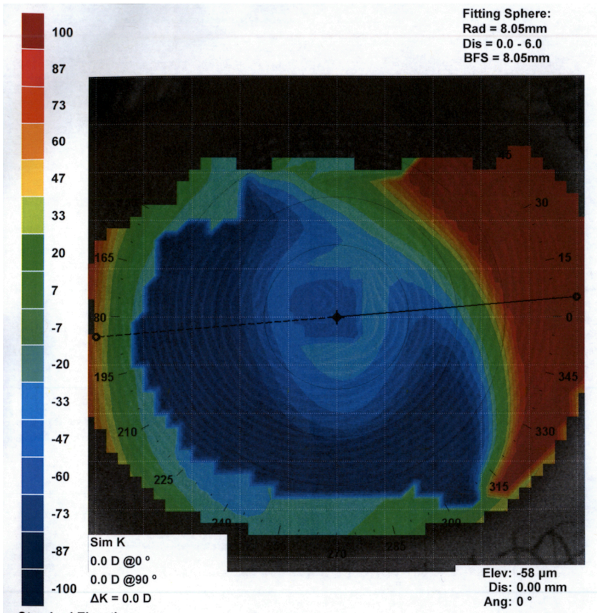 Fitting Sphere:
Rad = 8.05mm
Dis = 0.0 - 6.0
BFS = 8.05mm
100
87
73
60
47
33
20
7
-7
-20
-33
-47
-60
-73
-87
-100
30
165
15
80
0
195
345
210
330
225
315
240
300
285
270
Sim K
0.0 D @0 º
0.0 D @90 º
ΔK = 0.0 D
Elev: -58 µm
Dis: 0.00 mm
Ang: 0 º